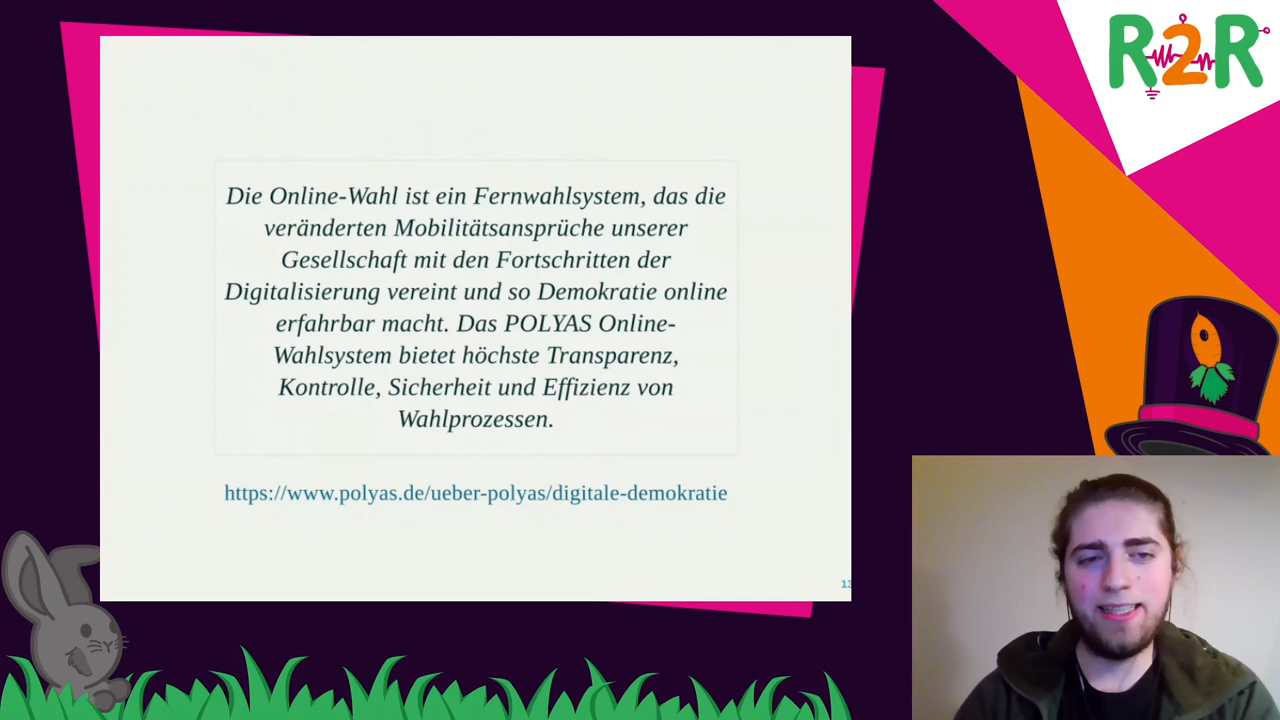 R2R
Die Online-Wahl ist ein Fernwahlsystem, das die
veränderten Mobilitätsansprüche unserer
Gesellschaft mit den Fortschritten der
Digitalisierung vereint und so Demokratie online
erfahrbar macht. Das POLYAS Online-
Wahlsystem bietet höchste Transparenz,
Kontrolle, Sicherheit und Effizienz von
Wahlprozessen.
https://www.polyas.de/ueber-polyas/digitale-demokratie
13